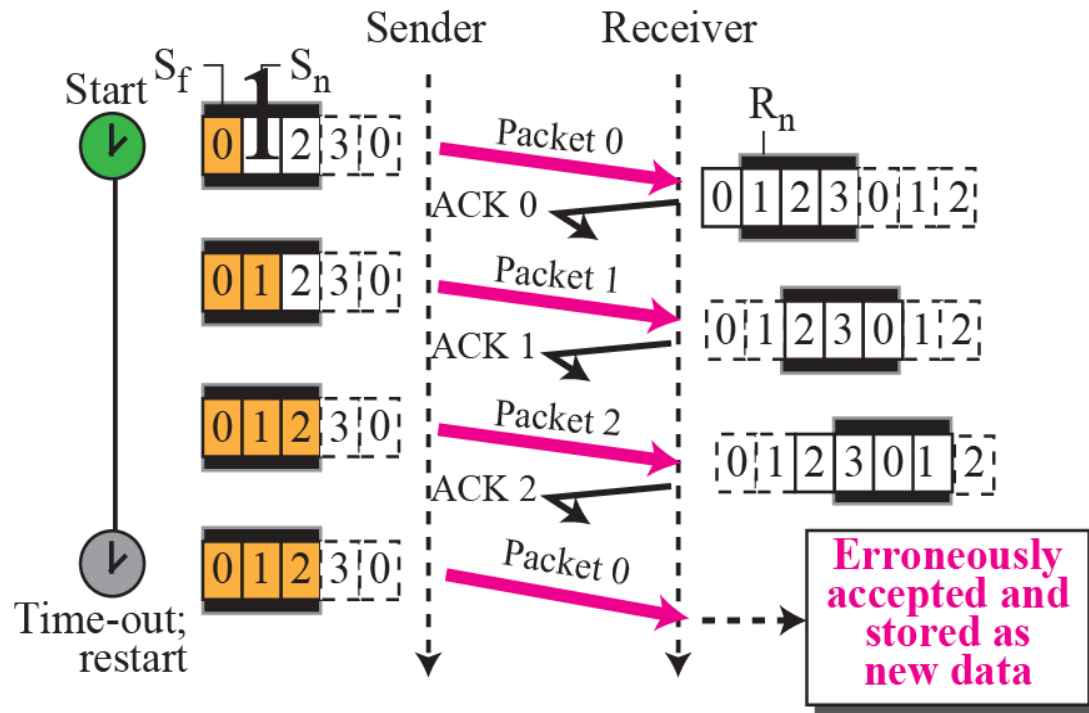 Sender Receiver
Start S_f S_n
R_n
0 1 2 3 0
Packet 0
0 1 2 3 0 1 2
ACK 0
0 1 2 3 0
Packet 1
0 1 2 3 0 1 2
ACK 1
0 1 2 3 0
Packet 2
0 1 2 3 0 1 2
ACK 2
0 1 2 3 0
Packet 0
Time-out;
restart
Erroneously
accepted and
stored as
new data